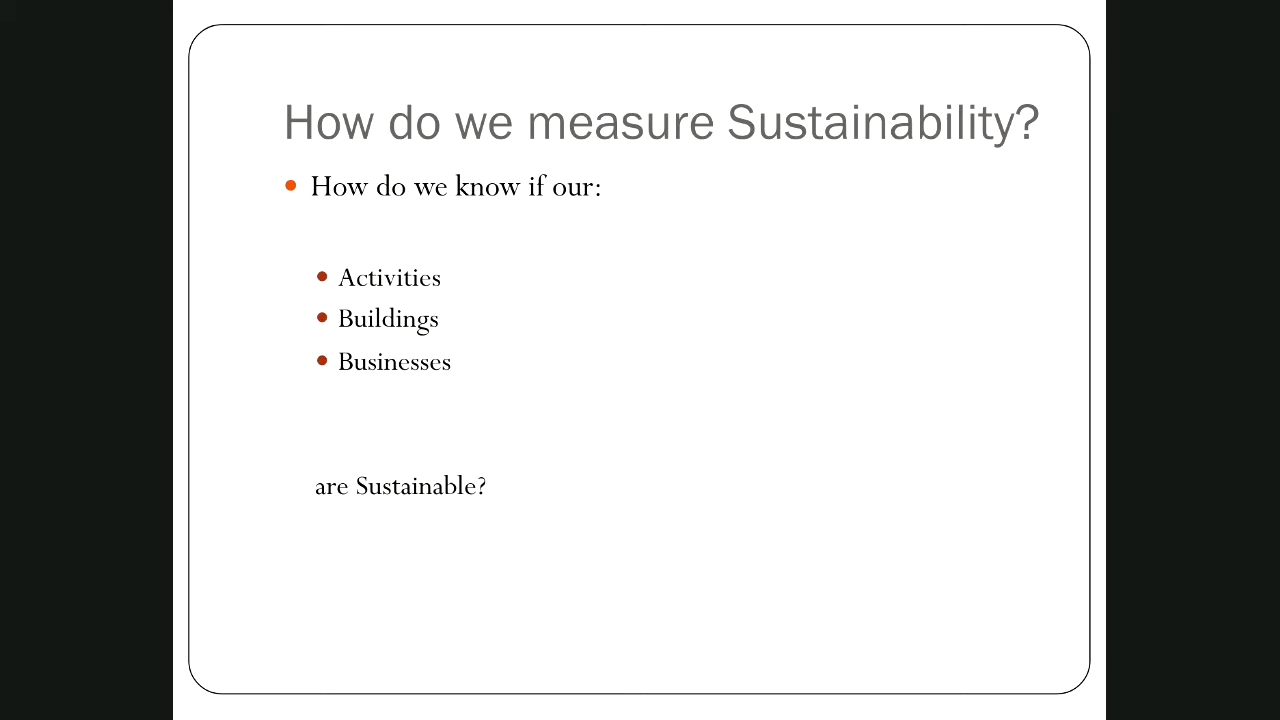 How do we measure Sustainability?
How do we know if our:
Activities
Buildings
Businesses
are Sustainable?